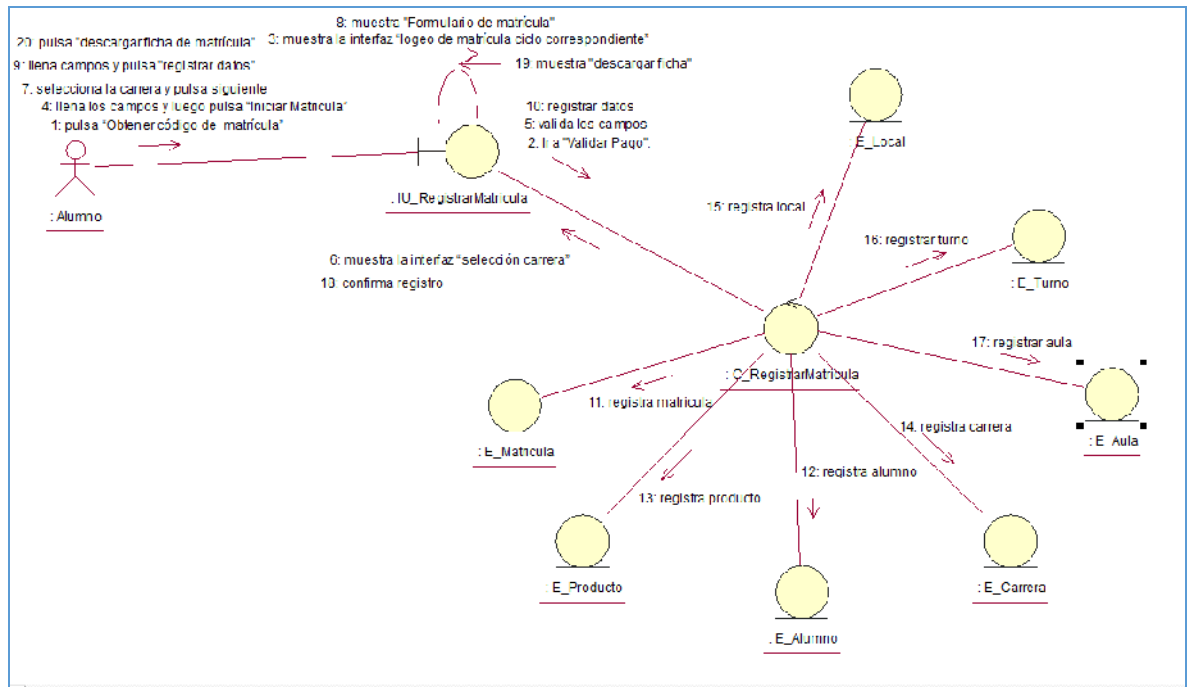 8: muestra "Formulario de matrícula"
20: pulsa "descargar ficha de matrícula"
3: muestra la interfaz "logeo de matrícula ciclo correspondiente"
9: llena campos y pulsa "registrar datos"
19: muestra "descargar ficha"
7: selecciona la carrera y pulsa siguiente
4: llena los campos y luego pulsa "Iniciar Matricula"
10: registrar datos
1: pulsa "Obtener código de matrícula"
5: valida los campos
2: Ir a "Validar Pago".
: E_Local
: IU_RegistrarMatricula
: Alumno
15: registra local
16: registrar turno
6: muestra la interfaz "selección carrera"
18: confirma registro
: E_Turno
17: registrar aula
: C_RegistrarMatricula
11: registra matricula
14: registra carrera
: E_Aula
: E_Matricula
12: registra alumno
13: registra producto
: E_Producto
: E_Carrera
: E_Alumno